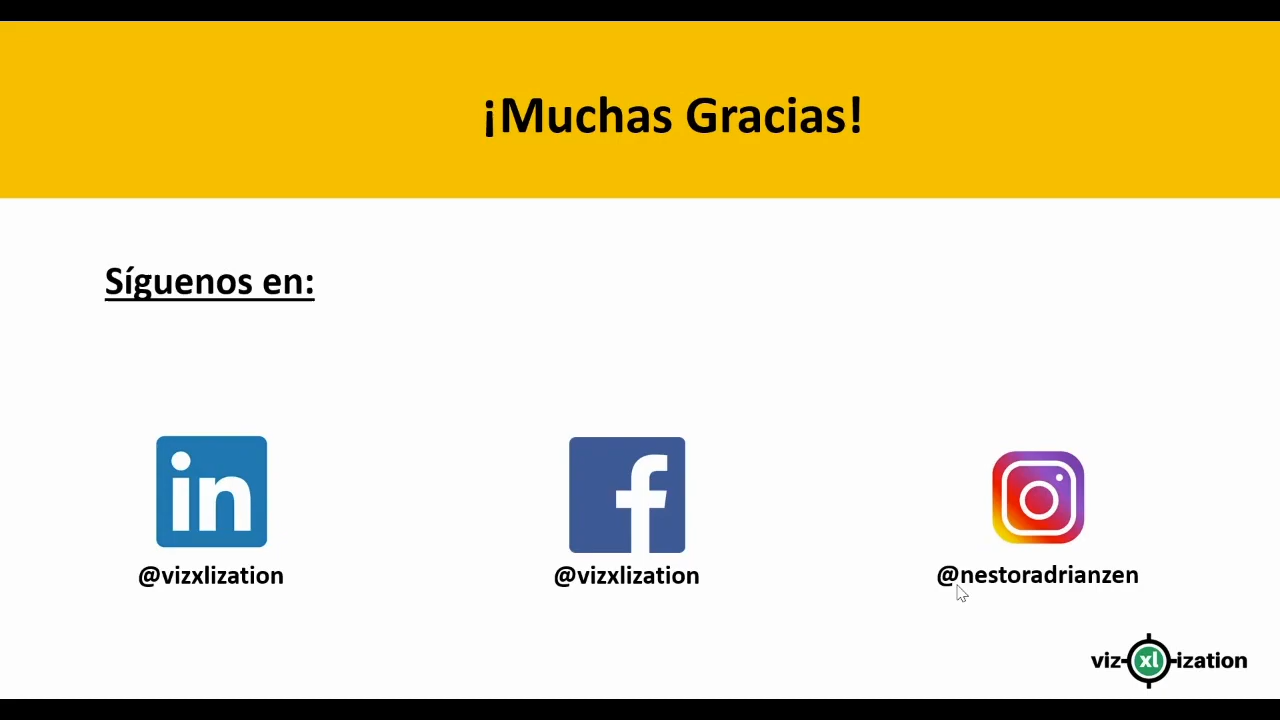 ¡Muchas Gracias!
Síguenos en:
in
f
@vizxlization
@vizxlization
@nestoradrianzen
viz xl ization